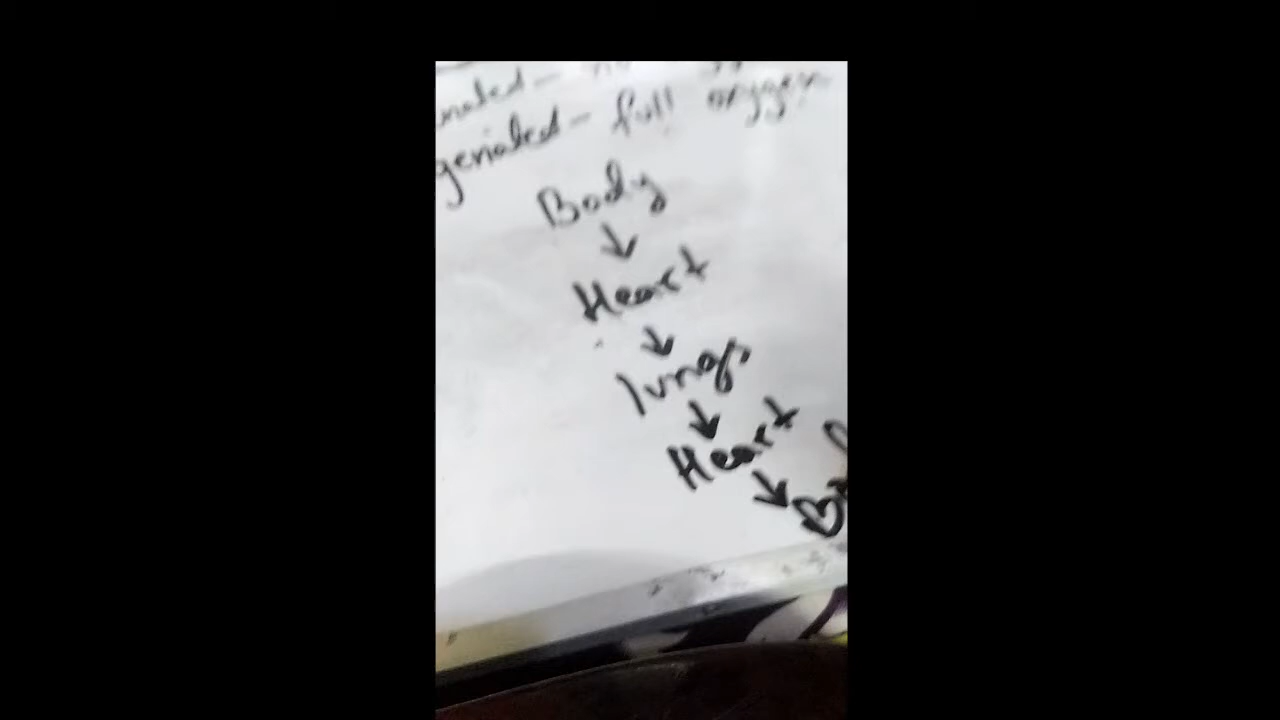 genated - full oxygen
Body
↓
Heart
↓
lungs
↓
Heart
↓